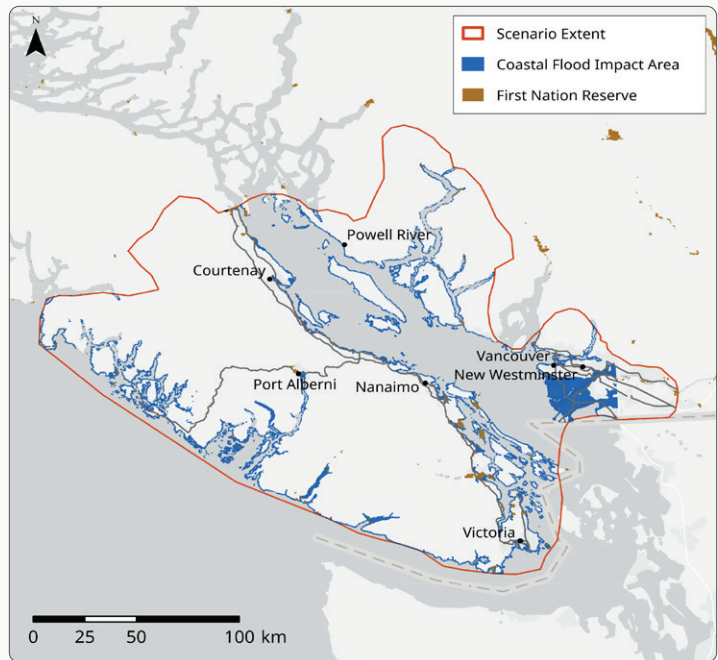 N
Scenario Extent
Coastal Flood Impact Area
First Nation Reserve
Powell River
Courtenay
Vancouver
New Westminster
Port Alberni
Nanaimo
Victoria
0 25 50 100 km